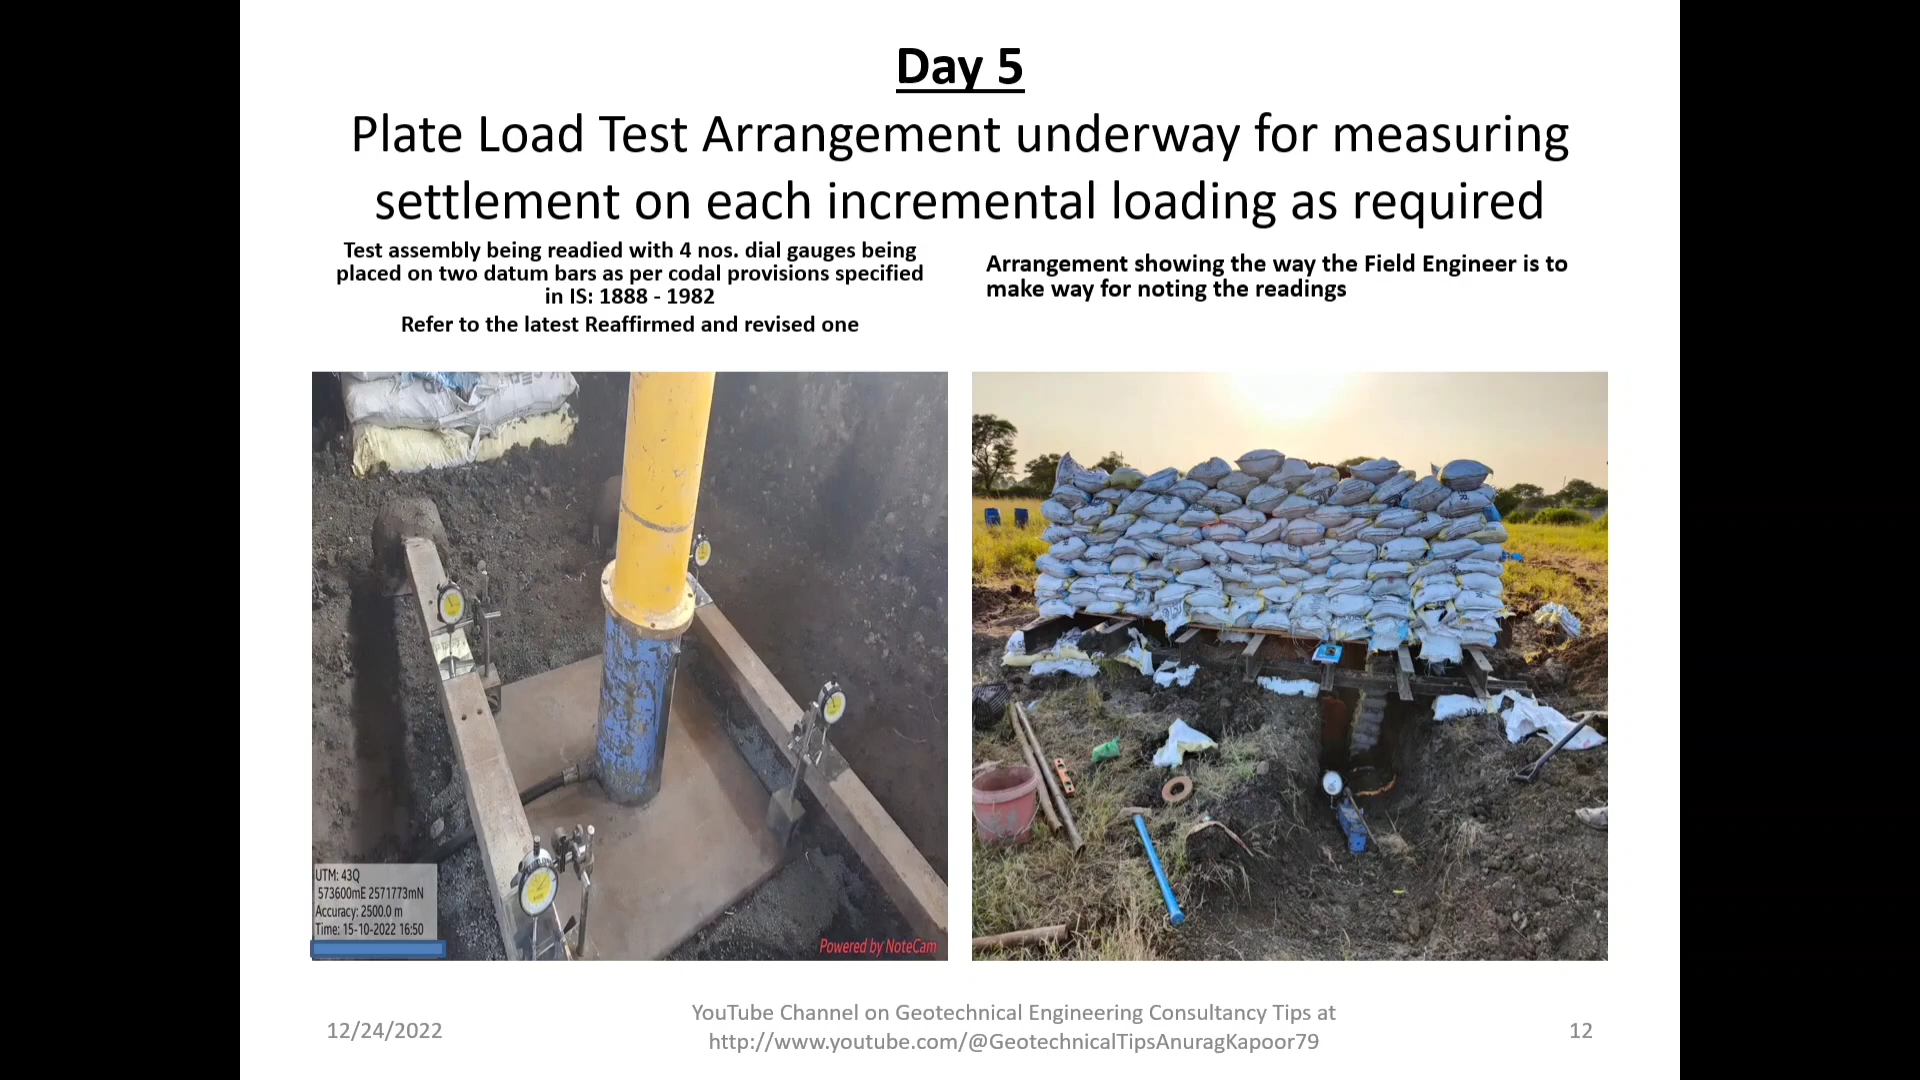 Day 5
Plate Load Test Arrangement underway for measuring
settlement on each incremental loading as required
Test assembly being readied with 4 nos. dial gauges being
placed on two datum bars as per codal provisions specified
in IS: 1888 - 1982
Refer to the latest Reaffirmed and revised one
Arrangement showing the way the Field Engineer is to
make way for noting the readings
UTM: 43Q
573600mE 2571773mN
Accuracy: 2500.0 m
Time: 15-10-2022 16:50
Powered by NoteCam
12/24/2022
YouTube Channel on Geotechnical Engineering Consultancy Tips at
http://www.youtube.com/@GeotechnicalTipsAnuragKapoor79
12